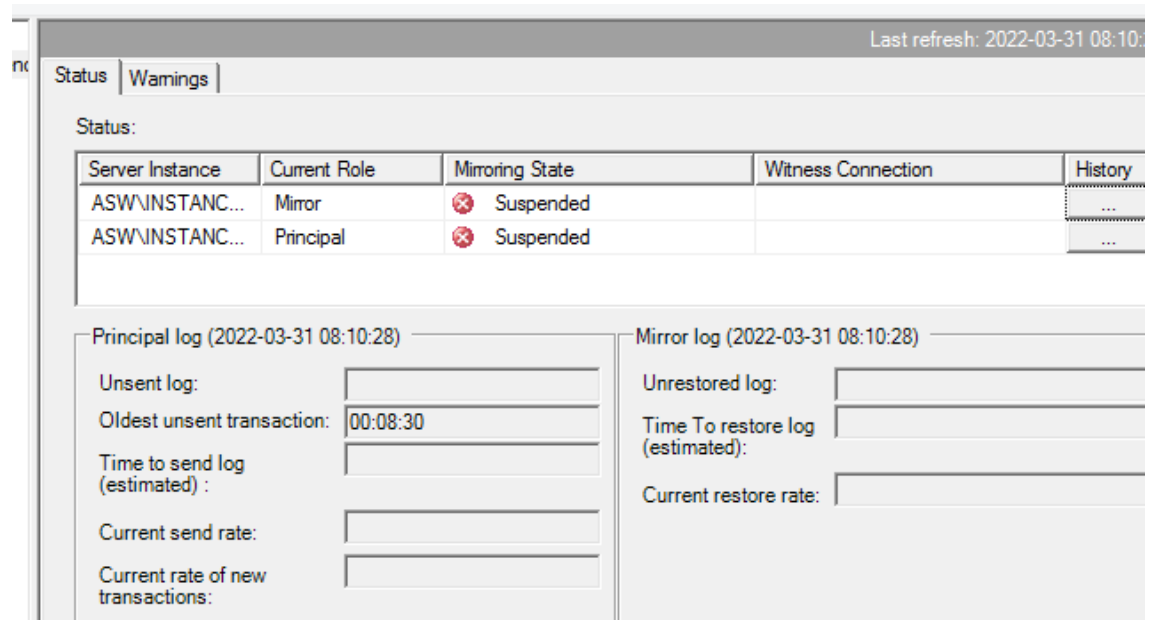 Last refresh: 2022-03-31 08:10:
Status Warnings
Status:
Server Instance Current Role Mirroring State Witness Connection History
ASW\INSTANC... Mirror Suspended ...
ASW\INSTANC... Principal Suspended ...
Principal log (2022-03-31 08:10:28) Mirror log (2022-03-31 08:10:28)
Unsent log: Unrestored log:
Oldest unsent transaction: 00:08:30 Time To restore log
(estimated):
Time to send log
(estimated) :
Current restore rate:
Current send rate:
Current rate of new
transactions: